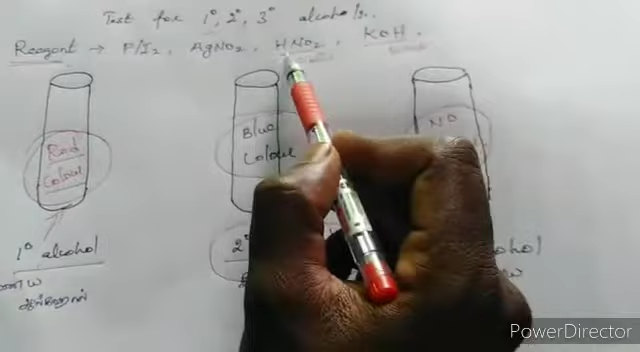 Test for 1°, 2°, 3° alcohols.
Reagent → P/I2, AgNO2, HNO2, KOH.
Red
Colour
Blue
Colour
NO
1° alcohol
2°
alcohol
PowerDirector